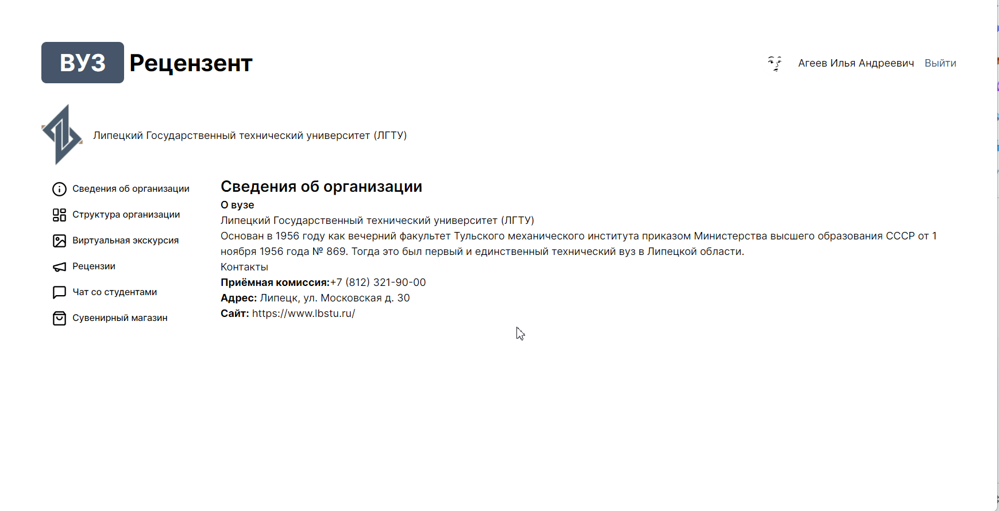 ВУЗ Рецензент
Агеев Илья Андреевич Выйти
Липецкий Государственный технический университет (ЛГТУ)
Сведения об организации
Структура организации
Виртуальная экскурсия
Рецензии
Чат со студентами
Сувенирный магазин
Сведения об организации
О вузе
Липецкий Государственный технический университет (ЛГТУ)
Основан в 1956 году как вечерний факультет Тульского механического института приказом Министерства высшего образования СССР от 1
ноября 1956 года № 869. Тогда это был первый и единственный технический вуз в Липецкой области.
Контакты
Приёмная комиссия:+7 (812) 321-90-00
Адрес: Липецк, ул. Московская д. 30
Сайт: https://www.lbstu.ru/